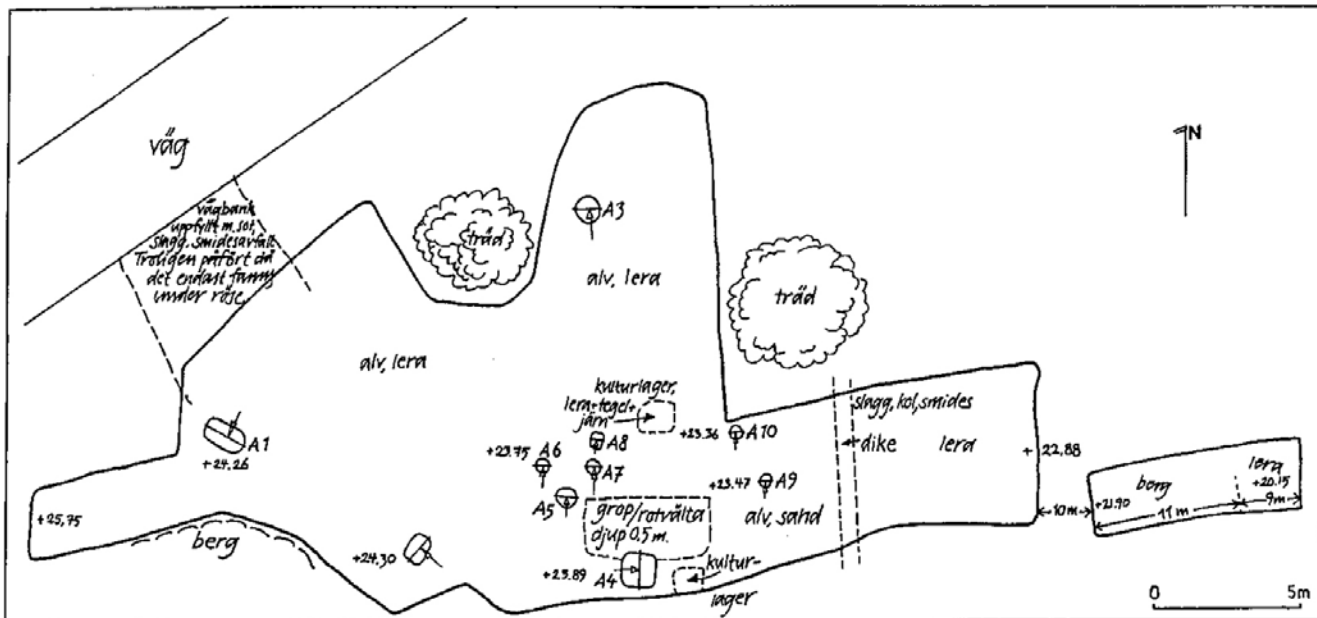 väg
N
vägbank
uppfyllt m. sot,
slagg, smidesavfall
Troligen påfört då
det endast fanns
under röse.
träd
A3
alv, lera
träd
alv, lera
kulturlager,
lera+tegel+
järn
slagg, kol, smides
A1
+24.26
+23.75 A6
A8
A7
A5
+23.36 A10
dike
lera
+ 22.88
+23.47 A9
alv, sand
grop/rotvälta
djup 0.5 m.
+25,75
berg
+24.30
+23.89 A4
kultur-
lager
10m
+21.90
berg
11 m
lera
+20.15
9m
0 5m